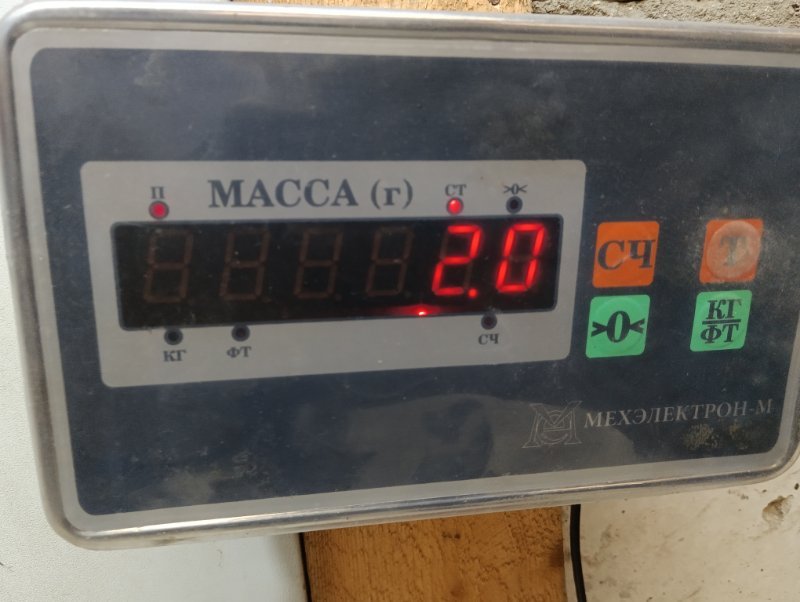 П МАССА (г) СТ >0<
2.0
КГ ФТ СЧ
СЧ Т
>0< КГ/ФТ
МЕХЭЛЕКТРОН-М